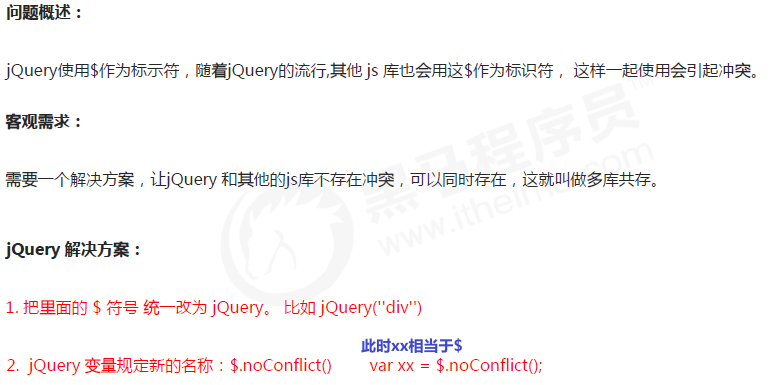 问题概述：
jQuery使用$作为标示符，随着jQuery的流行,其他 js 库也会用这$作为标识符， 这样一起使用会引起冲突。
客观需求：
需要一个解决方案，让jQuery 和其他的js库不存在冲突，可以同时存在，这就叫做多库共存。
黑马程序员™
www.itheima.com
jQuery 解决方案：
1. 把里面的 $ 符号 统一改为 jQuery。 比如 jQuery(''div'')
此时xx相当于$
2. jQuery 变量规定新的名称：$.noConflict() var xx = $.noConflict();